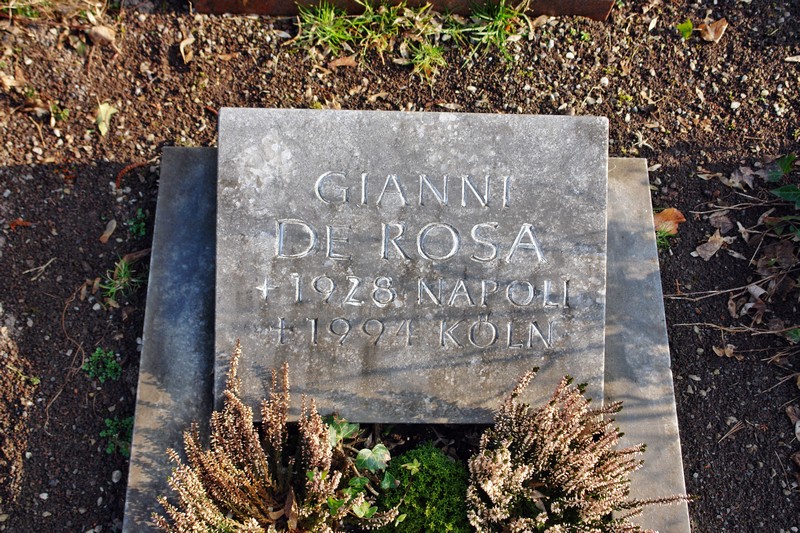 GIANNI
DE ROSA
+ 1928 NAPOLI
+ 1994 KÖLN